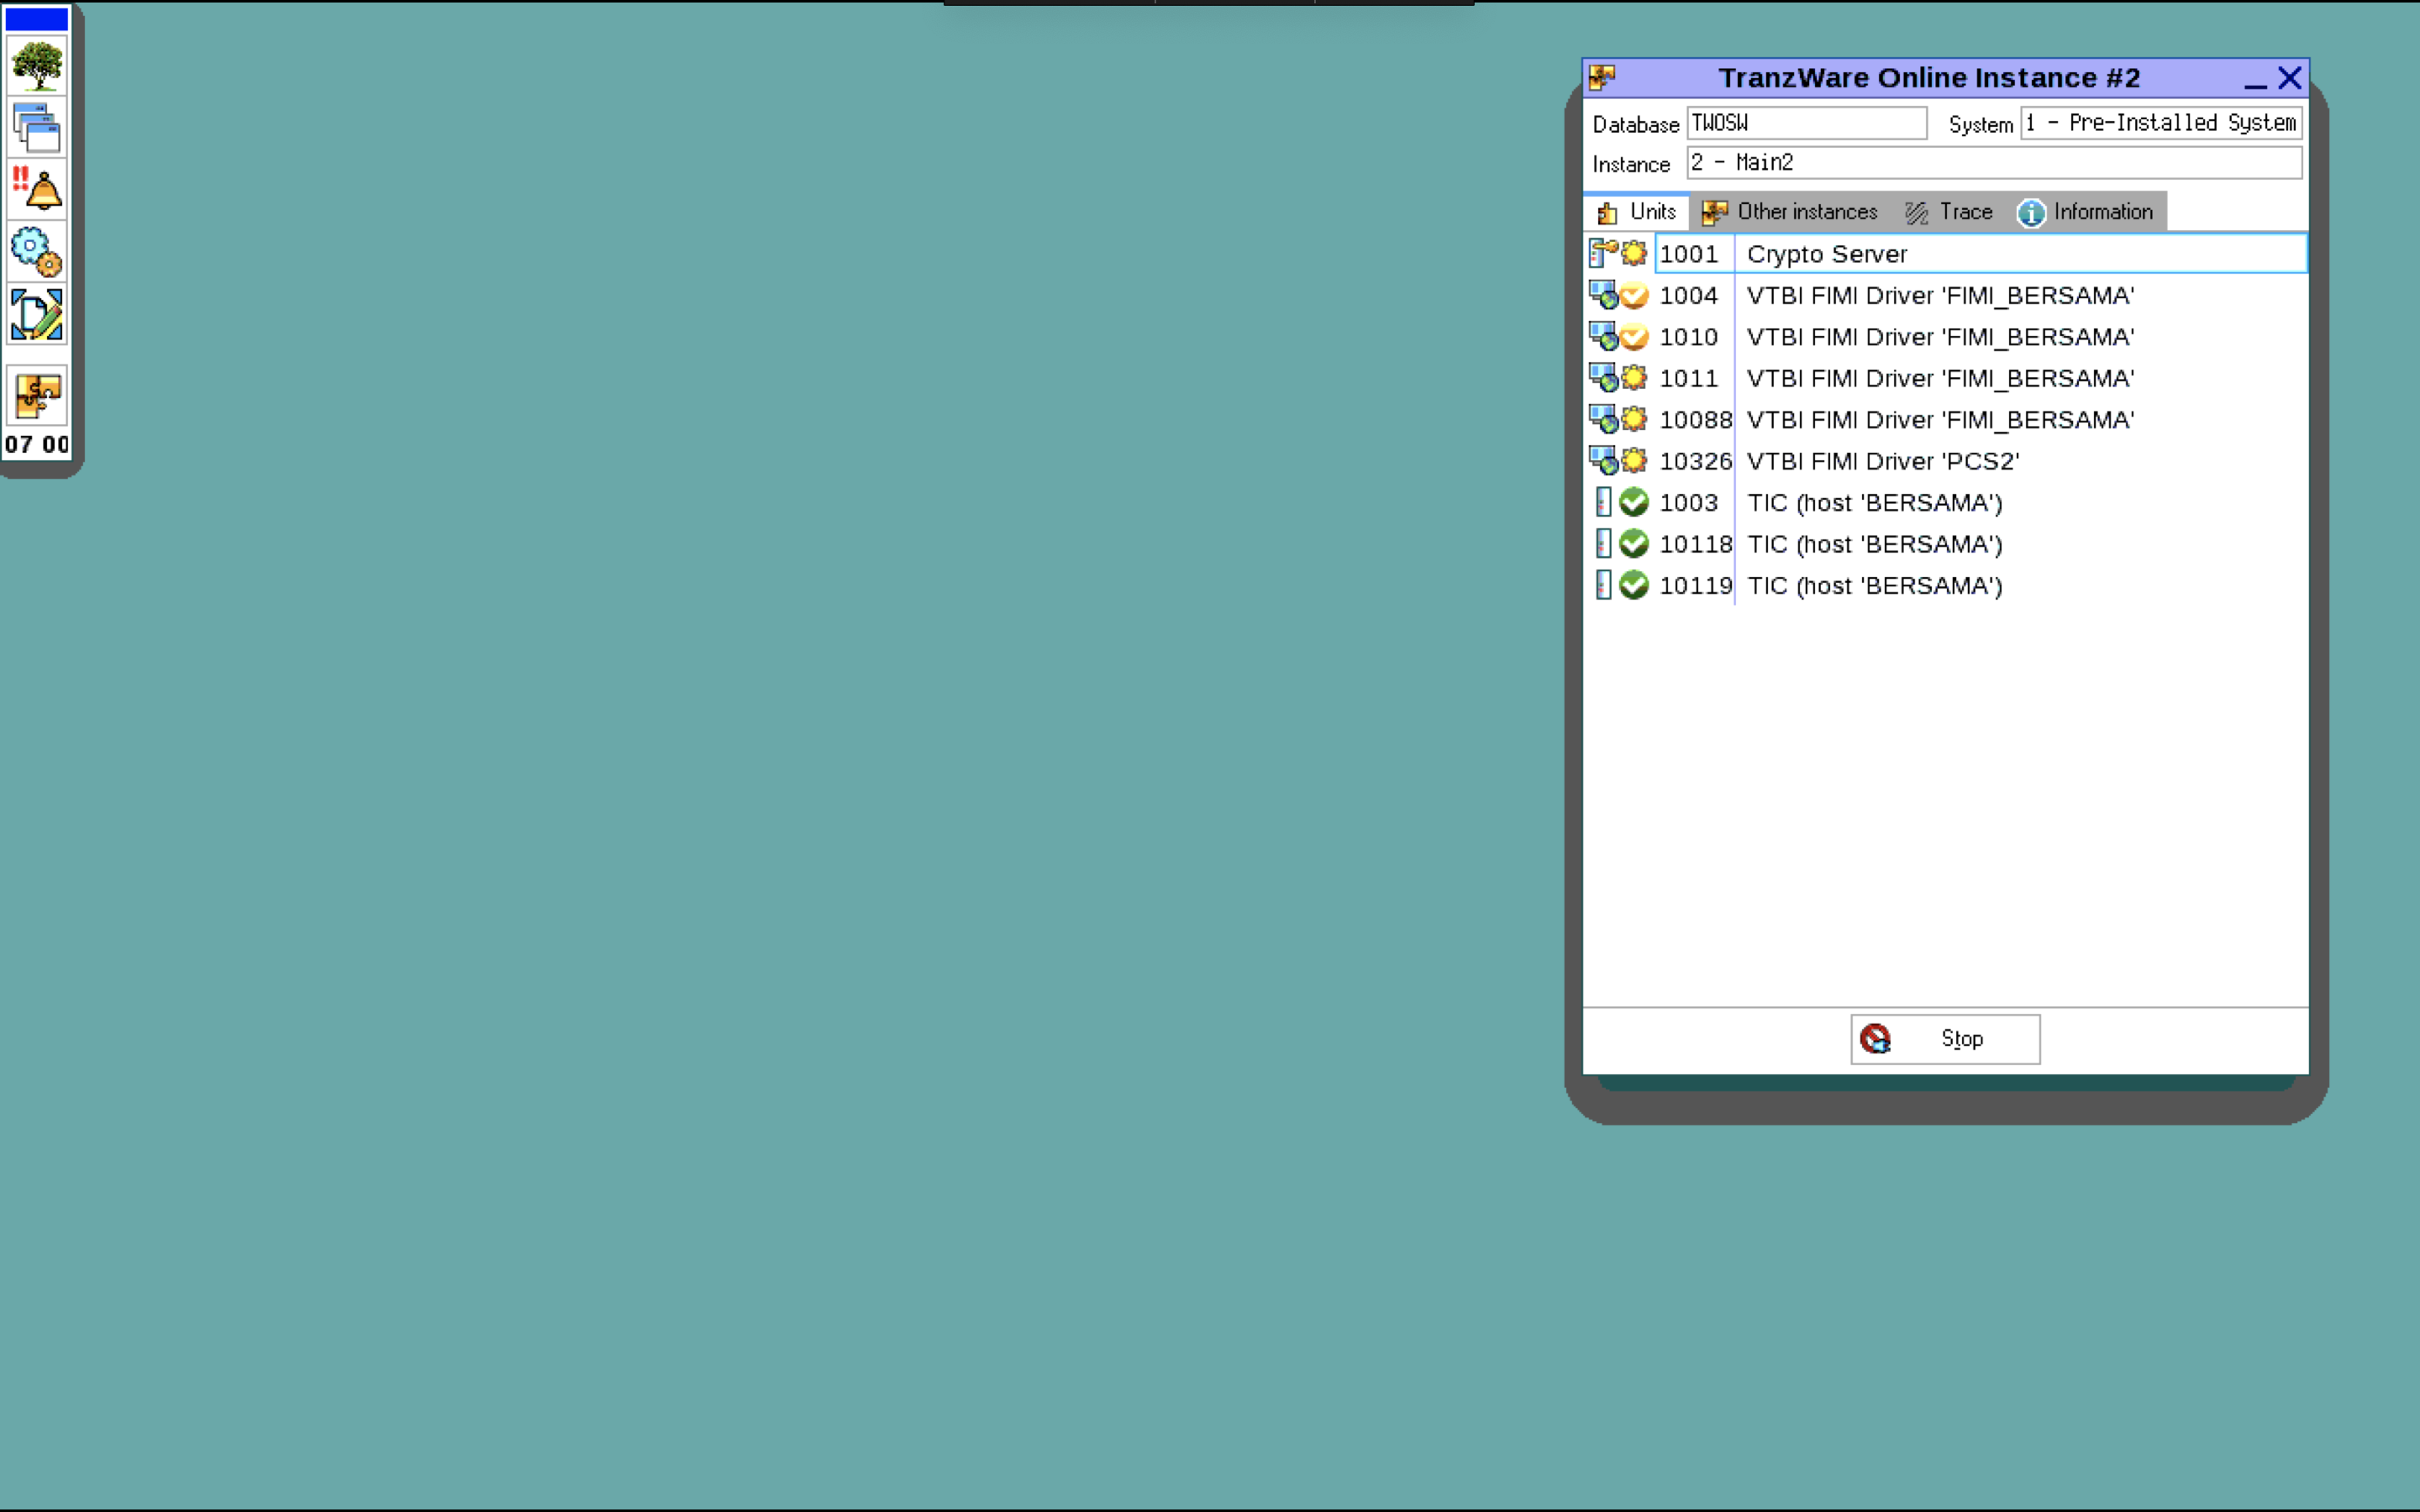 TranzWare Online Instance #2
Database TWOSW System 1 - Pre-Installed System
Instance 2 - Main2
Units Other instances Trace Information
1001 Crypto Server
1004 VTBI FIMI Driver 'FIMI_BERSAMA'
1010 VTBI FIMI Driver 'FIMI_BERSAMA'
1011 VTBI FIMI Driver 'FIMI_BERSAMA'
10088 VTBI FIMI Driver 'FIMI_BERSAMA'
10326 VTBI FIMI Driver 'PCS2'
1003 TIC (host 'BERSAMA')
10118 TIC (host 'BERSAMA')
10119 TIC (host 'BERSAMA')
Stop
07 00